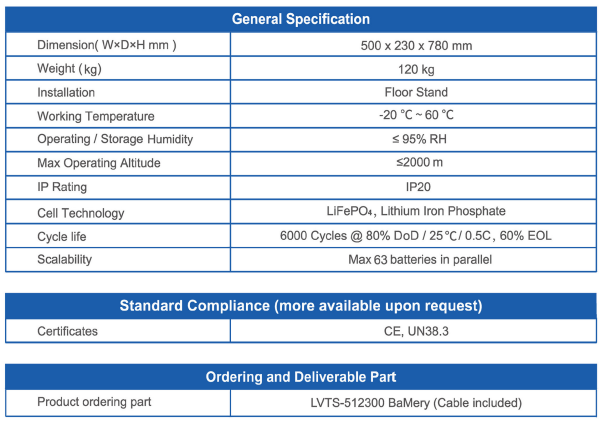 General Specification
Dimension( W×D×H mm ) 500 x 230 x 780 mm
Weight (kg) 120 kg
Installation Floor Stand
Working Temperature -20 ℃ ~ 60 ℃
Operating / Storage Humidity ≤ 95% RH
Max Operating Altitude ≤2000 m
IP Rating IP20
Cell Technology LiFePO₄, Lithium Iron Phosphate
Cycle life 6000 Cycles @ 80% DoD / 25℃/ 0.5C, 60% EOL
Scalability Max 63 batteries in parallel
Standard Compliance (more available upon request)
Certificates CE, UN38.3
Ordering and Deliverable Part
Product ordering part LVTS-512300 BaMery (Cable included)